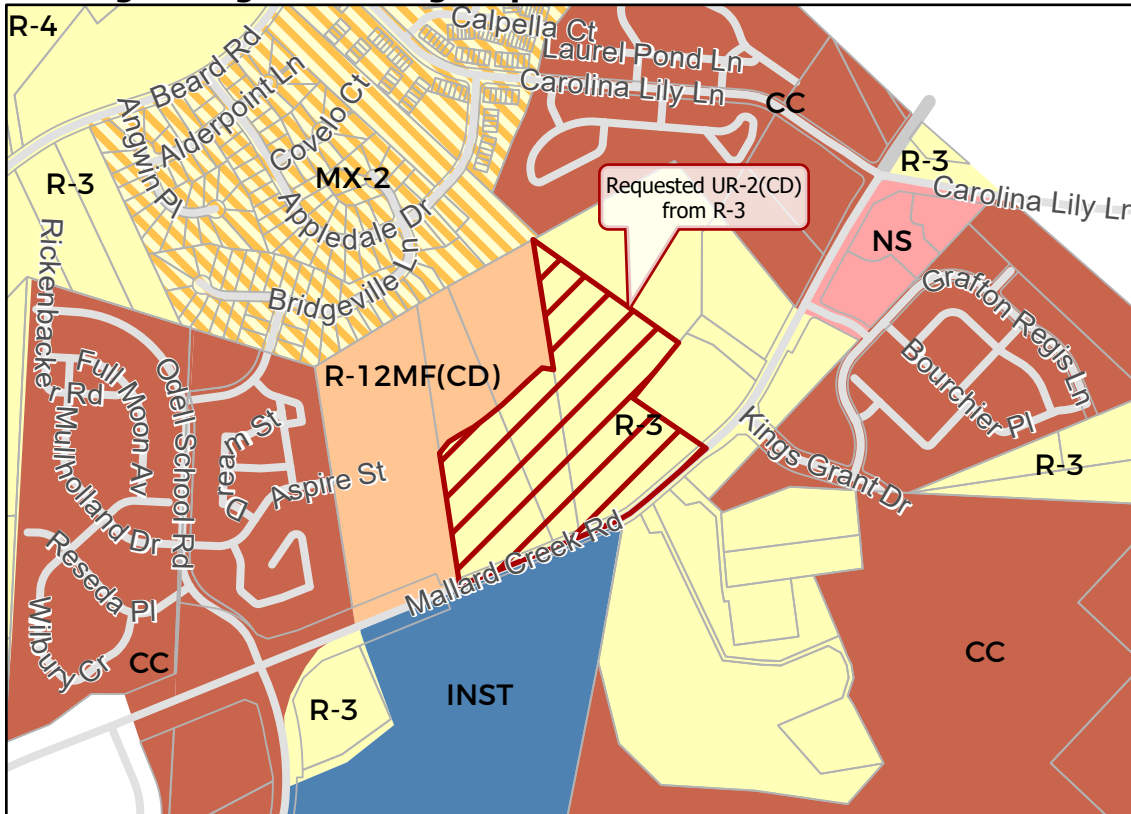 R-4
Beard Rd
Calpella Ct
Laurel Pond Ln
Carolina Lily Ln
CC
Alderpoint Ln
Angwin Pl
Covelo Ct
MX-2
R-3
R-3
Requested UR-2(CD)
from R-3
Carolina Lily Ln
Appledale Dr
NS
Rickenbacker Rd
Bridgeville Ln
Grafton Regis Ln
Full Moon Av
Odell School Rd
R-12MF(CD)
Bourchier Pl
Mullholland Dr
Dream St
R-3
Kings Grant Dr
R-3
Aspire St
Reseda Pl
Mallard Creek Rd
Wilbury Cr
CC
CC
R-3
INST